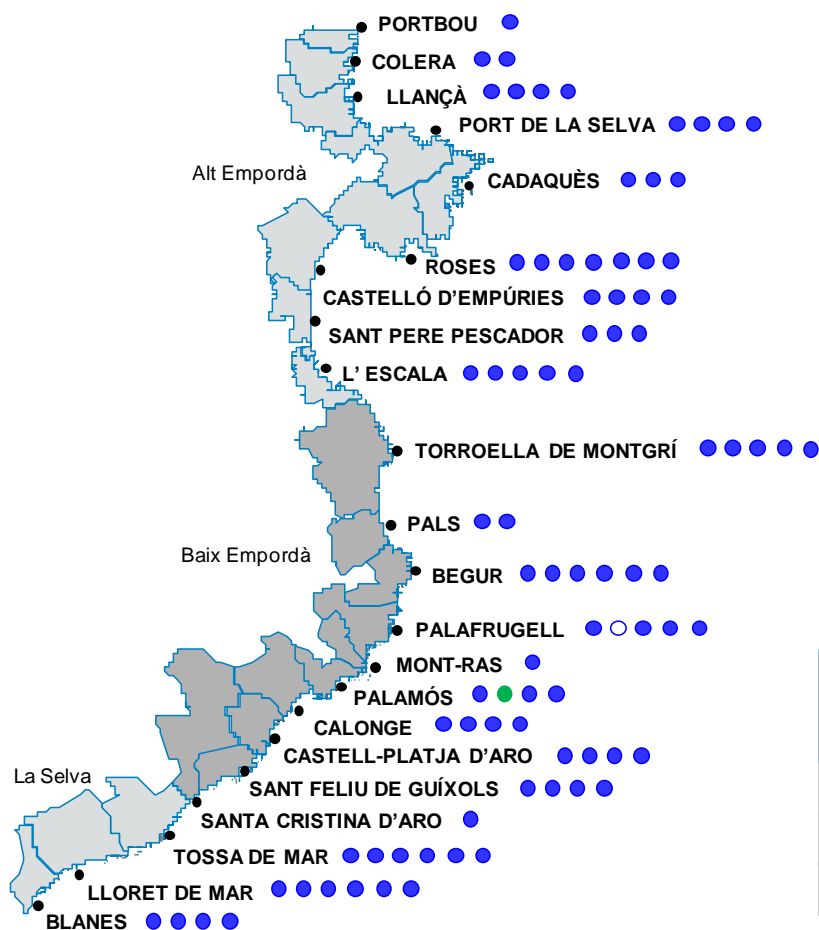 PORTBOU
COLERA
LLANÇÀ
PORT DE LA SELVA
Alt Empordà
CADAQUÈS
ROSES
CASTELLÓ D'EMPÚRIES
SANT PERE PESCADOR
L' ESCALA
TORROELLA DE MONTGRÍ
PALS
Baix Empordà
BEGUR
PALAFRUGELL
MONT-RAS
PALAMÓS
CALONGE
CASTELL-PLATJA D'ARO
La Selva
SANT FELIU DE GUÍXOLS
SANTA CRISTINA D'ARO
TOSSA DE MAR
LLORET DE MAR
BLANES